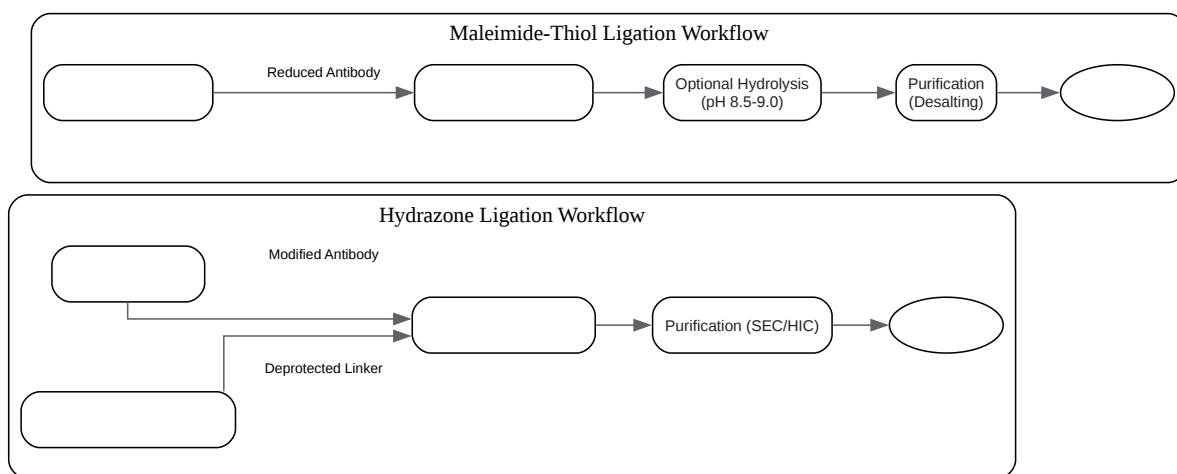 Maleimide-Thiol Ligation Workflow
Reduced Antibody
Optional Hydrolysis
(pH 8.5-9.0)
Purification
(Desalting)
Hydrazone Ligation Workflow
Modified Antibody
Purification (SEC/HIC)
Deprotected Linker